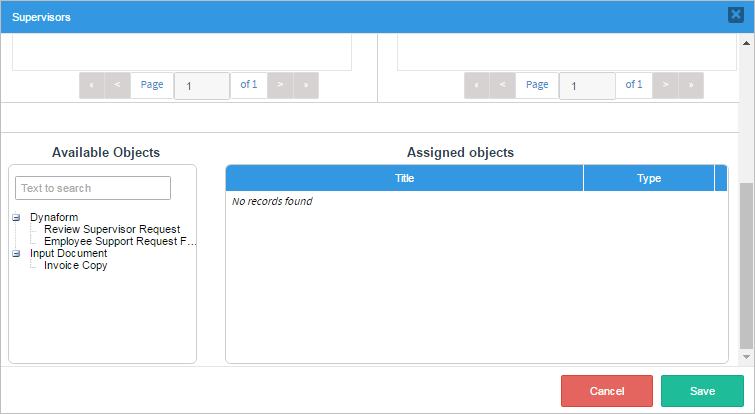 Supervisors
« < Page 1 of 1 > »
« < Page 1 of 1 > »
Available Objects
Assigned objects
Text to search
Title
Type
No records found
Dynaform
Review Supervisor Request
Employee Support Request F...
Input Document
Invoice Copy
Cancel
Save